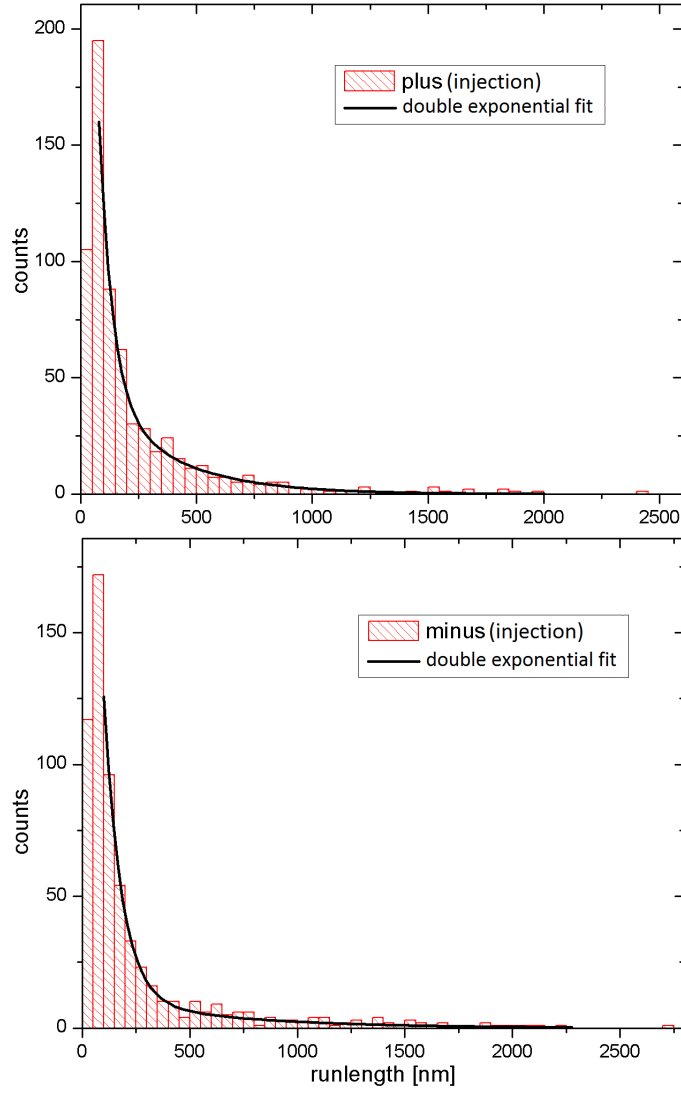 200
150
100
50
0
counts
plus (injection)
double exponential fit
0 500 1000 1500 2000 2500
150
100
50
0
counts
minus (injection)
double exponential fit
0 500 1000 1500 2000 2500
runlength [nm]